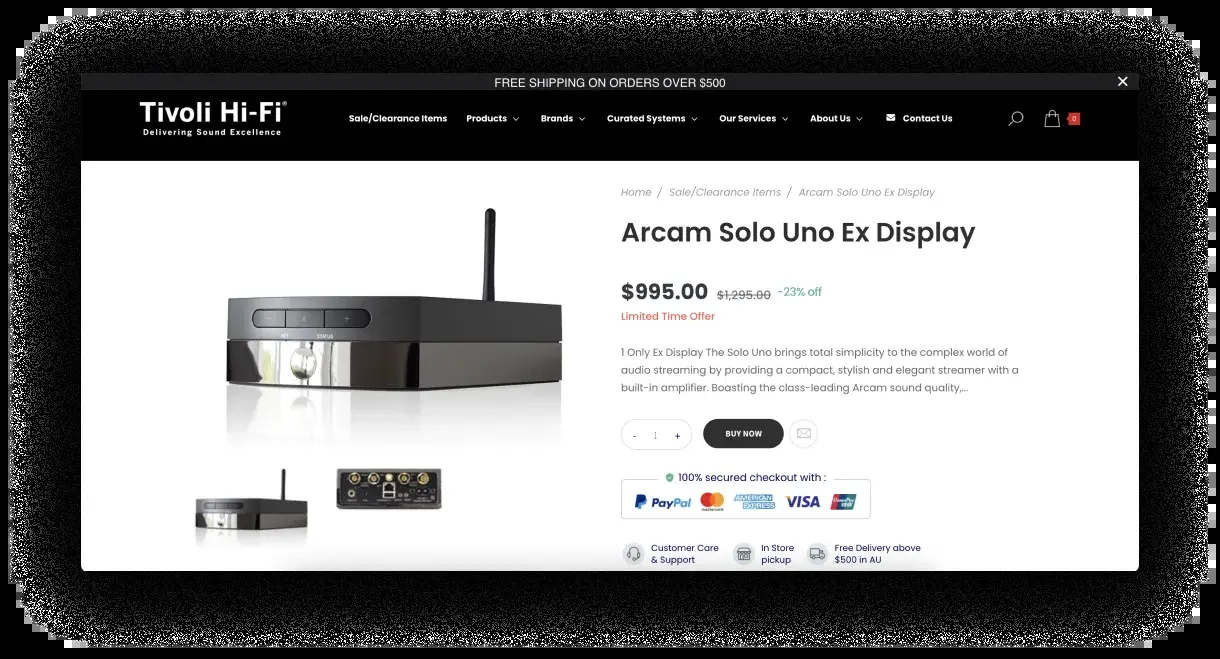 FREE SHIPPING ON ORDERS OVER $500
Tivoli Hi-Fi®
Delivering Sound Excellence
Sale/Clearance Items Products Brands Curated Systems Our Services About Us Contact Us
0
Home / Sale/Clearance Items / Arcam Solo Uno Ex Display
Arcam Solo Uno Ex Display
$995.00 $1,295.00 -23% off
Limited Time Offer
1 Only Ex Display The Solo Uno brings total simplicity to the complex world of
audio streaming by providing a compact, stylish and elegant streamer with a
built-in amplifier. Boasting the class-leading Arcam sound quality,...
- 1 + BUY NOW
NET STATUS
100% secured checkout with :
PayPal mastercard AMERICAN EXPRESS VISA UnionPay
Customer Care
& Support
In Store
pickup
Free Delivery above
$500 in AU